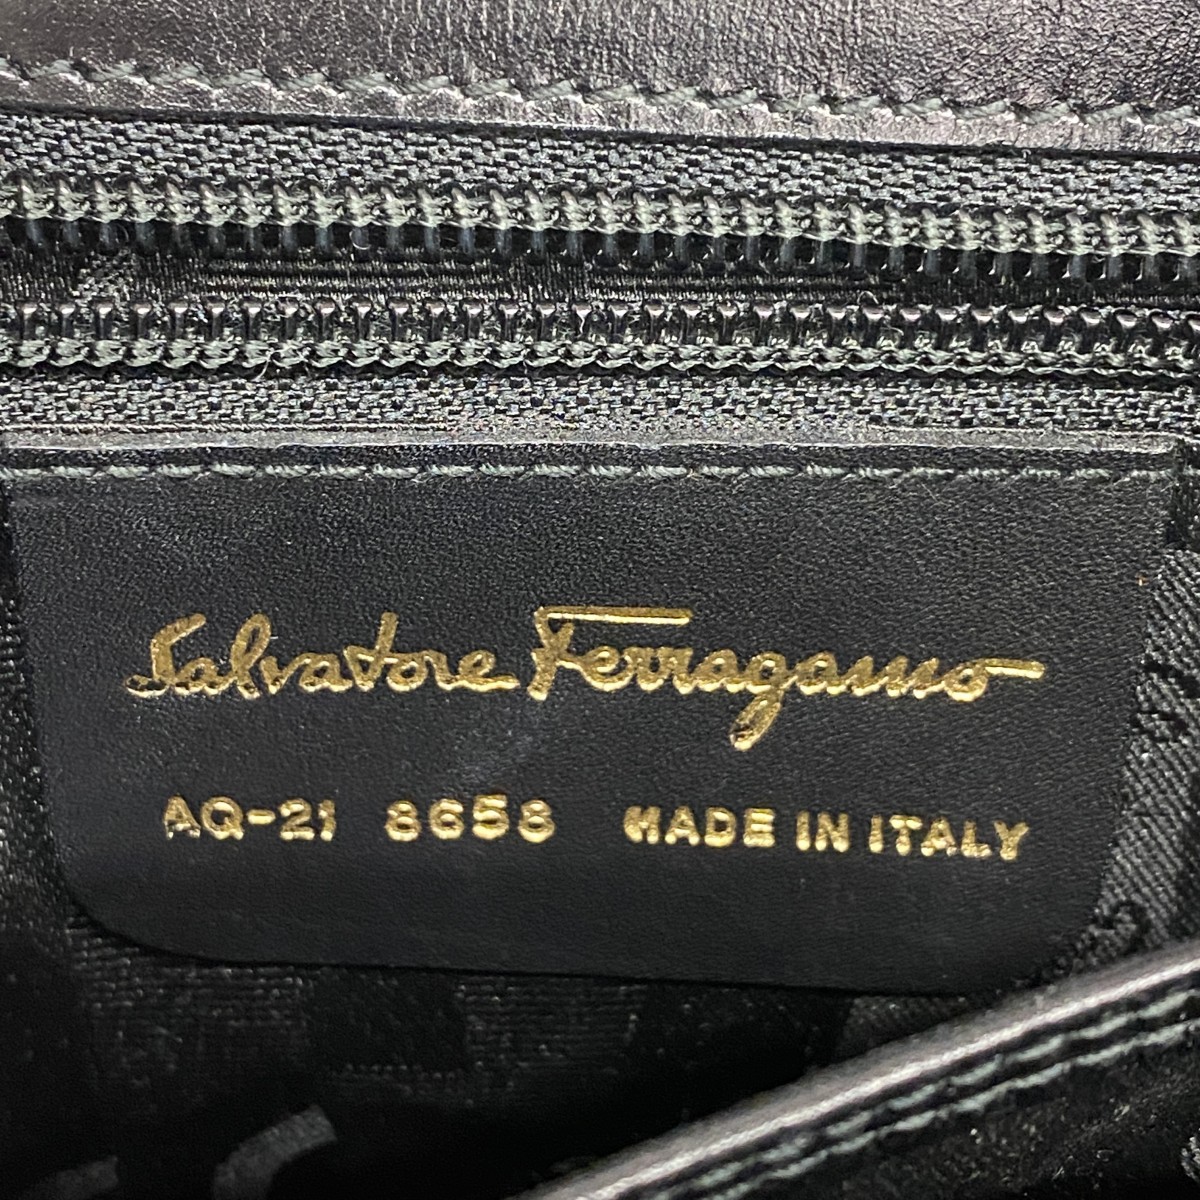 Salvatore Ferragamo
AQ-21 8658 MADE IN ITALY